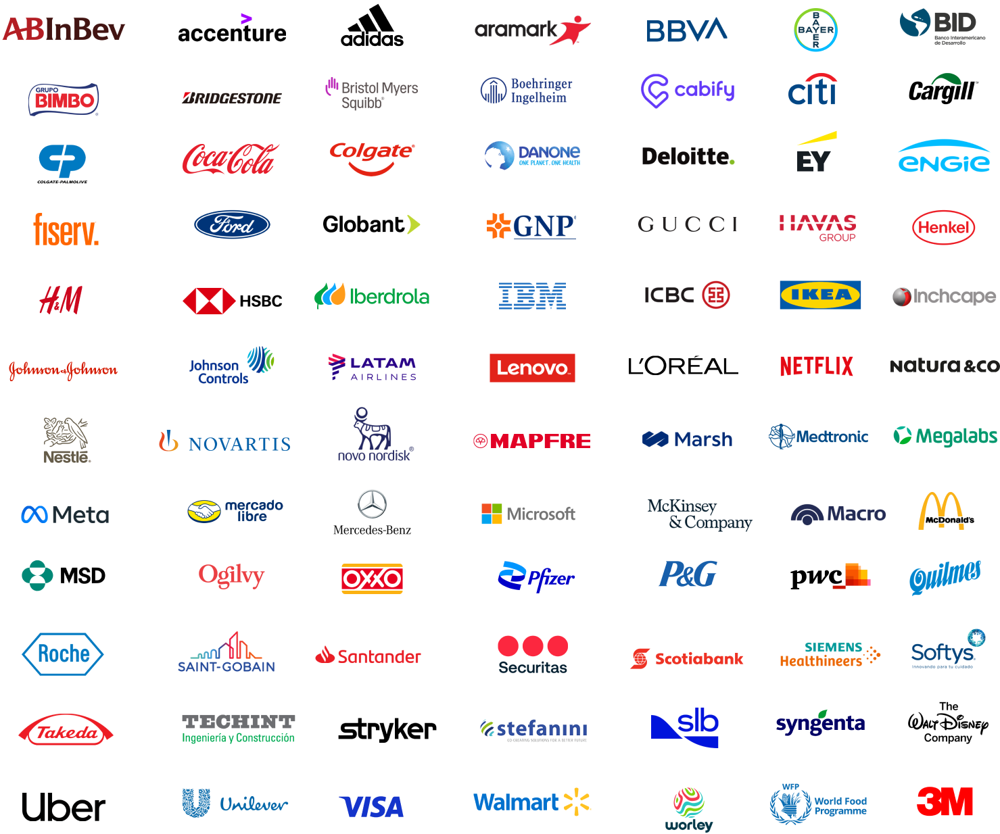 ABInBev
accenture
adidas
aramark
BBVA
BAYER
BAYER
BID
Banco Interamericano
de Desarrollo
GRUPO
BIMBO
BRIDGESTONE
Bristol Myers
Squibb
Boehringer
Ingelheim
cabify
citi
Cargill
CP
COLGATE-PALMOLIVE
Coca-Cola
Colgate
DANONE
ONE PLANET. ONE HEALTH
Deloitte.
EY
ENGIE
fiserv.
Ford
Globant
GNP
GUCCI
HAVAS
GROUP
Henkel
H&M
HSBC
Iberdrola
IBM
ICBC
IKEA
Inchcape
Johnson & Johnson
Johnson
Controls
LATAM
AIRLINES
Lenovo
L'ORÉAL
NETFLIX
natura &co
Nestlé
NOVARTIS
novo nordisk
MAPFRE
Marsh
Medtronic
Megalabs
Meta
mercado
libre
Mercedes-Benz
Microsoft
McKinsey
& Company
Macro
McDonald's
MSD
Ogilvy
OXXO
Pfizer
P&G
pwc
Quilmes
Roche
SAINT-GOBAIN
Santander
Securitas
Scotiabank
SIEMENS
Healthineers
Softys
Innovando para tu cuidado
Takeda
TECHINT
Ingeniería y Construcción
stryker
stefanini
CO-CREATING SOLUTIONS FOR A BETTER FUTURE
slb
syngenta
The
WALT DISNEY
Company
Uber
Unilever
VISA
Walmart
worley
WFP
World Food
Programme
3M